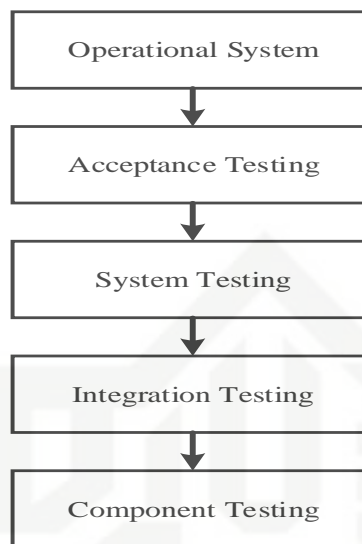 Operational System
Acceptance Testing
System Testing
Integration Testing
Component Testing